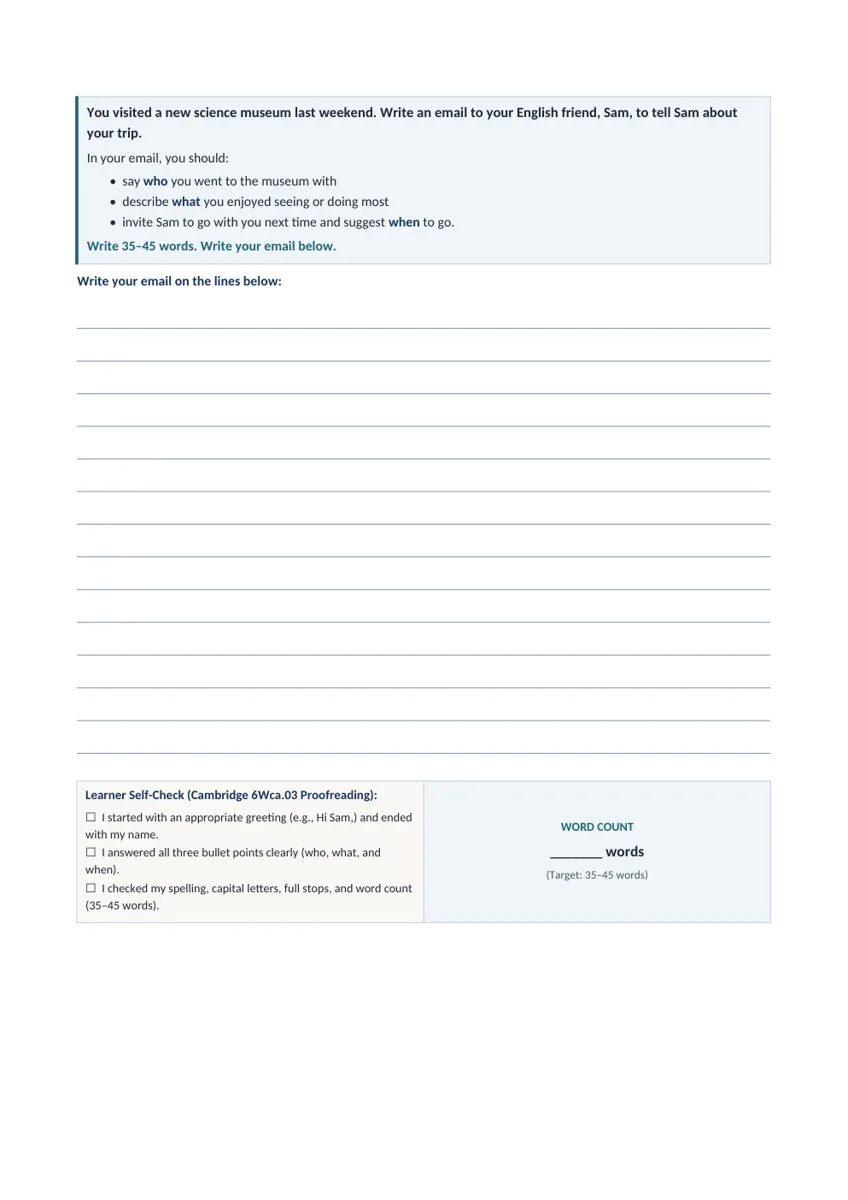 You visited a new science museum last weekend. Write an email to your English friend, Sam, to tell Sam about
your trip.
In your email, you should:
• say who you went to the museum with
• describe what you enjoyed seeing or doing most
• invite Sam to go with you next time and suggest when to go.
Write 35–45 words. Write your email below.
Write your email on the lines below:
Learner Self-Check (Cambridge 6Wca.03 Proofreading):
☐ I started with an appropriate greeting (e.g., Hi Sam,) and ended
with my name.
☐ I answered all three bullet points clearly (who, what, and
when).
☐ I checked my spelling, capital letters, full stops, and word count
(35–45 words).
WORD COUNT
_______ words
(Target: 35–45 words)